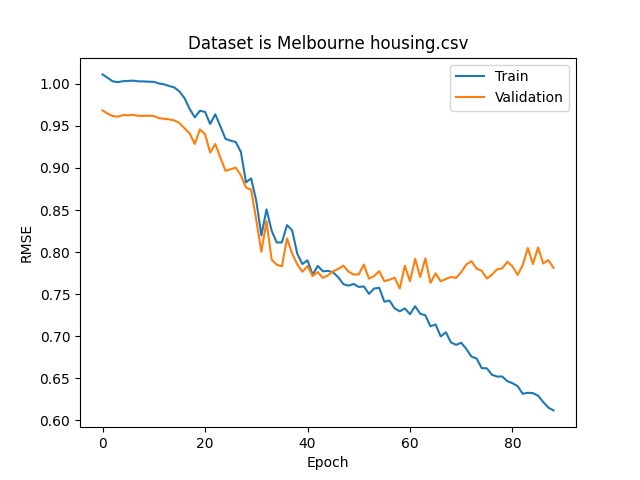 Dataset is Melbourne housing.csv
Train
Validation
1.00
0.95
0.90
0.85
0.80
0.75
0.70
0.65
0.60
RMSE
0 20 40 60 80
Epoch